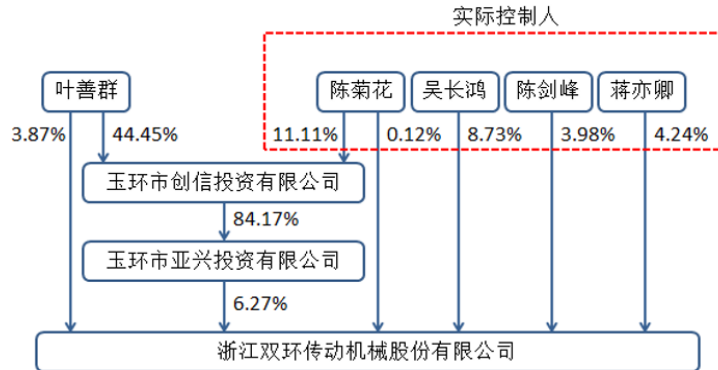 实际控制人
叶善群
陈菊花
吴长鸿
陈剑峰
蒋亦卿
3.87%
44.45%
11.11%
0.12%
8.73%
3.98%
4.24%
玉环市创信投资有限公司
84.17%
玉环市亚兴投资有限公司
6.27%
浙江双环传动机械股份有限公司